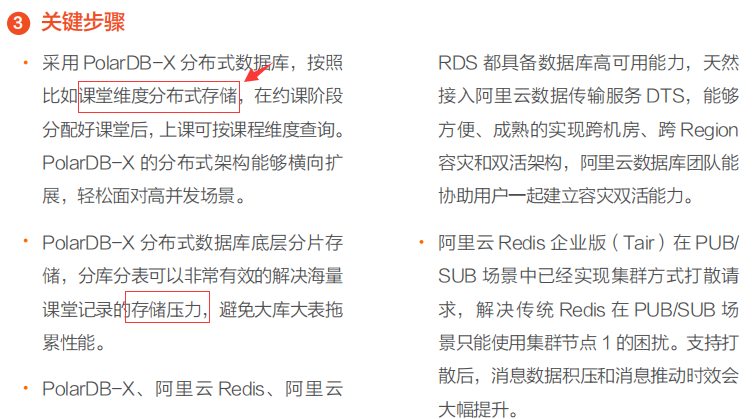 3 关键步骤
• 采用 PolarDB-X 分布式数据库，按照
比如课堂维度分布式存储，在约课阶段
分配好课堂后，上课可按课程维度查询。
PolarDB-X 的分布式架构能够横向扩
展，轻松面对高并发场景。
• PolarDB-X 分布式数据库底层分片存
储，分库分表可以非常有效的解决海量
课堂记录的存储压力，避免大库大表拖
累性能。
• PolarDB-X、阿里云 Redis、阿里云
RDS 都具备数据库高可用能力，天然
接入阿里云数据传输服务 DTS，能够
方便、成熟的实现跨机房、跨 Region
容灾和双活架构，阿里云数据库团队能
协助用户一起建立容灾双活能力。
• 阿里云 Redis 企业版（Tair）在 PUB/
SUB 场景中已经实现集群方式打散请
求，解决传统 Redis 在 PUB/SUB 场
景只能使用集群节点 1 的困扰。支持打
散后，消息数据积压和消息推动时效会
大幅提升。